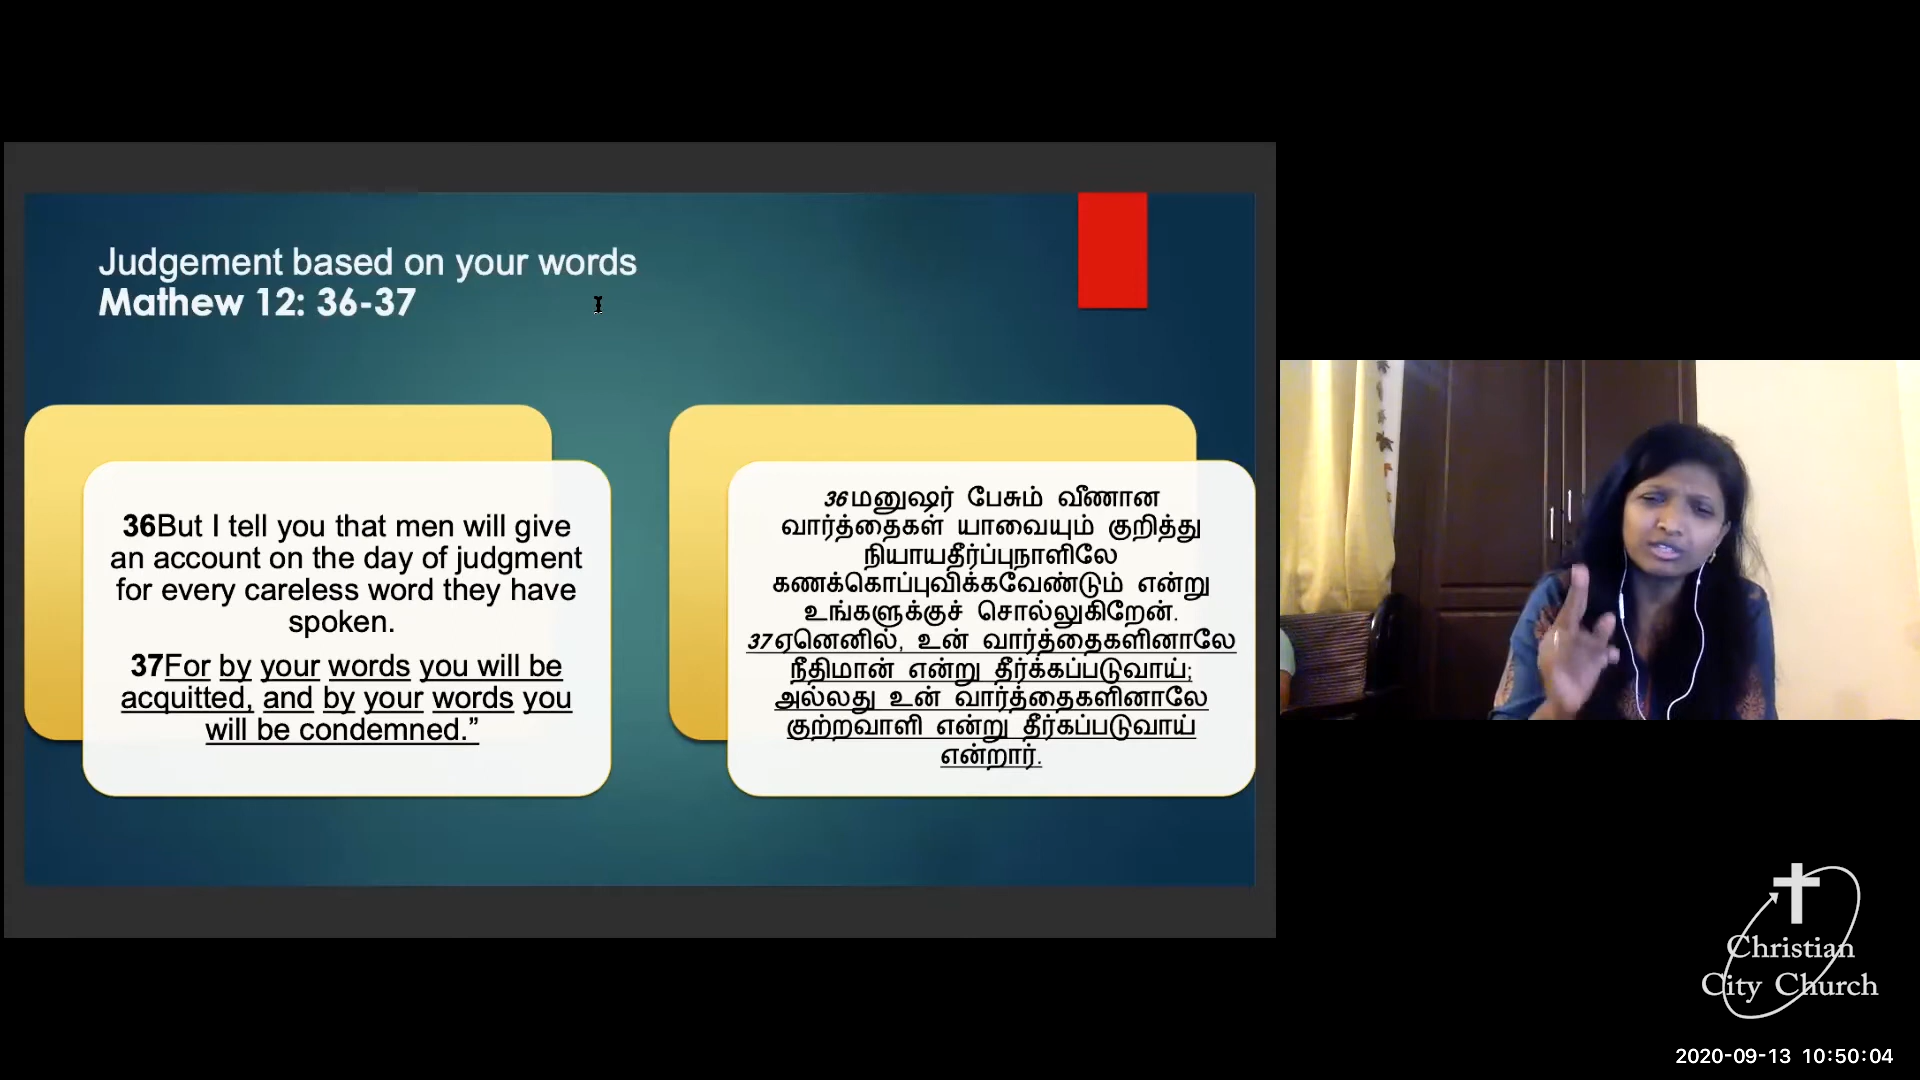 Judgement based on your words
Mathew 12: 36-37
36But I tell you that men will give
an account on the day of judgment
for every careless word they have
spoken.
37For by your words you will be
acquitted, and by your words you
will be condemned.”
36 மனுஷர் பேசும் வீணான
வார்த்தைகள் யாவையும் குறித்து
நியாயதீர்ப்புநாளிலே
கணக்கொப்புவிக்கவேண்டும் என்று
உங்களுக்குச் சொல்லுகிறேன்.
37 ஏனெனில், உன் வார்த்தைகளினாலே
நீதிமான் என்று தீர்க்கப்படுவாய்;
அல்லது உன் வார்த்தைகளினாலே
குற்றவாளி என்று தீர்கப்படுவாய்
என்றார்.
Christian
City Church
2020-09-13 10:50:04